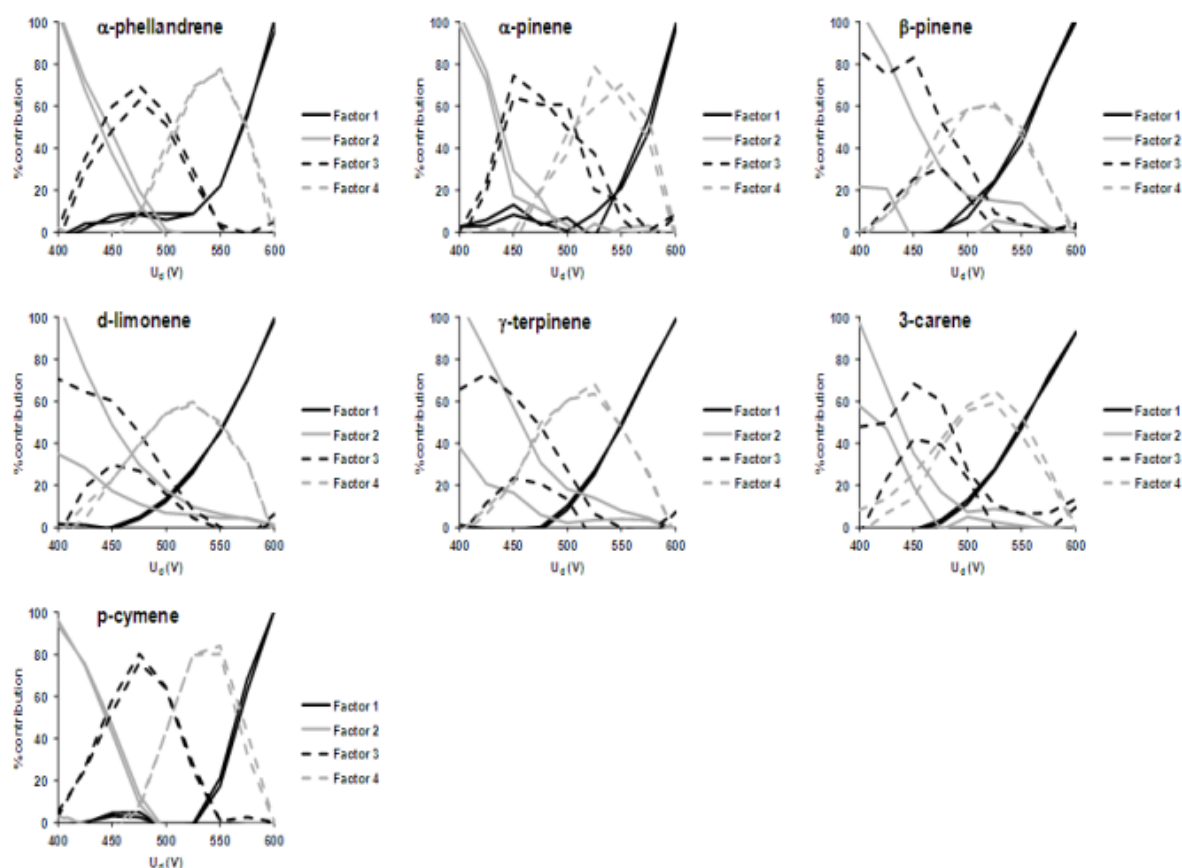 α-phellandrene
% contribution
100
80
60
40
20
0
400 450 500 550 600
U_d (V)
Factor 1
Factor 2
Factor 3
Factor 4
α-pinene
% contribution
100
80
60
40
20
0
400 450 500 550 600
U_d (V)
Factor 1
Factor 2
Factor 3
Factor 4
β-pinene
% contribution
100
80
60
40
20
0
400 450 500 550 600
U_d (V)
Factor 1
Factor 2
Factor 3
Factor 4
d-limonene
% contribution
100
80
60
40
20
0
400 450 500 550 600
U_d (V)
Factor 1
Factor 2
Factor 3
Factor 4
γ-terpinene
% contribution
100
80
60
40
20
0
400 450 500 550 600
U_d (V)
Factor 1
Factor 2
Factor 3
Factor 4
3-carene
% contribution
100
80
60
40
20
0
400 450 500 550 600
U_d (V)
Factor 1
Factor 2
Factor 3
Factor 4
p-cymene
% contribution
100
80
60
40
20
0
400 450 500 550 600
U_d (V)
Factor 1
Factor 2
Factor 3
Factor 4